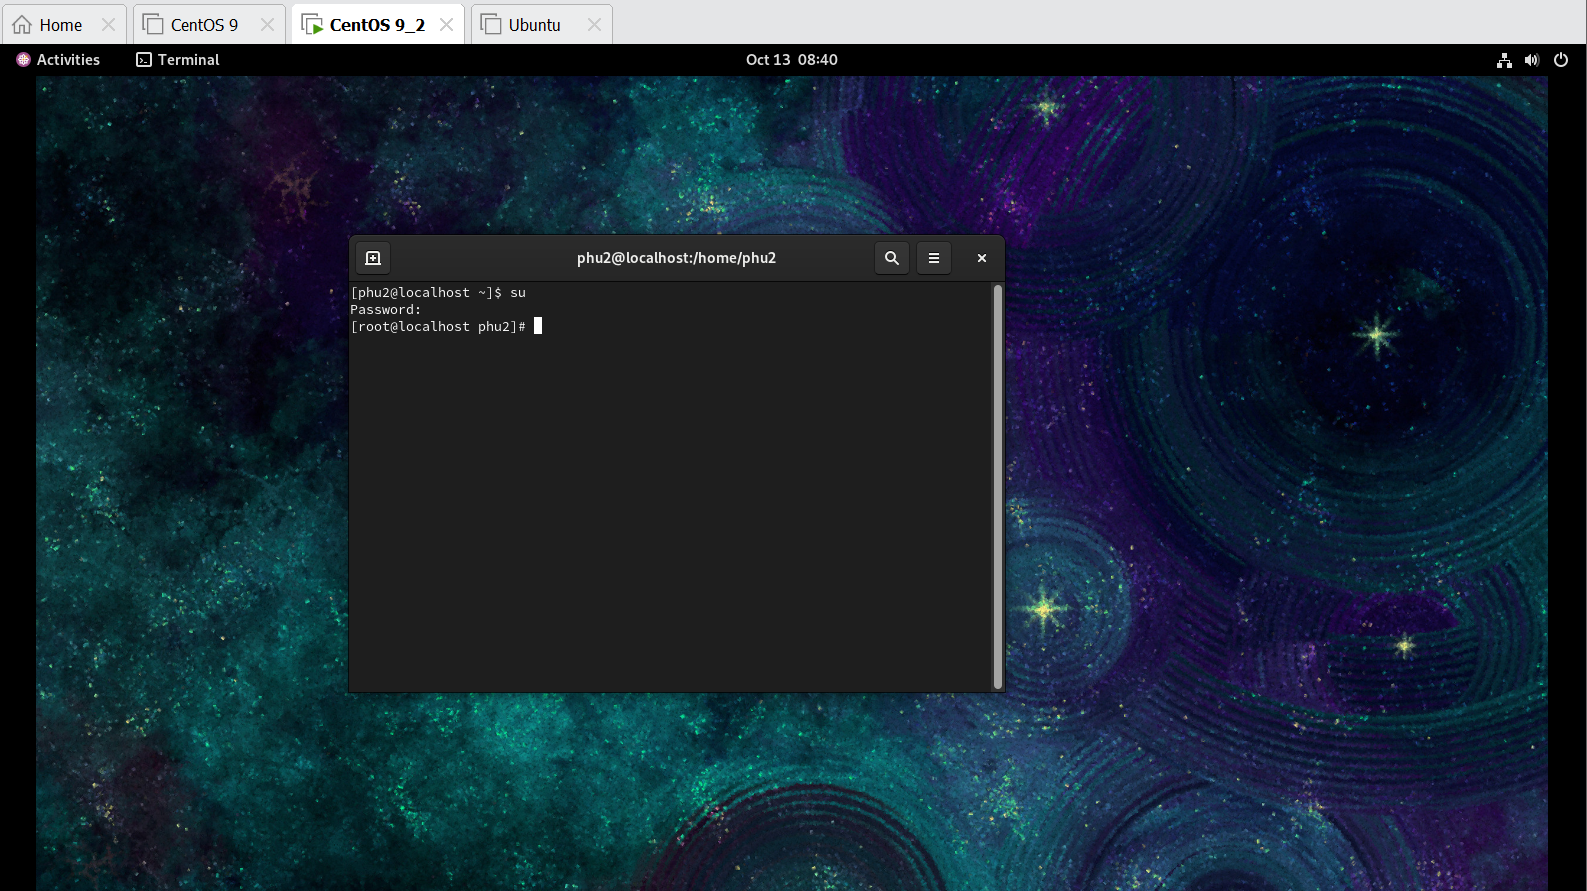 Home
CentOS 9
CentOS 9_2
Ubuntu
Activities
Terminal
Oct 13 08:40
phu2@localhost:/home/phu2
[phu2@localhost ~]$ su
Password:
[root@localhost phu2]#